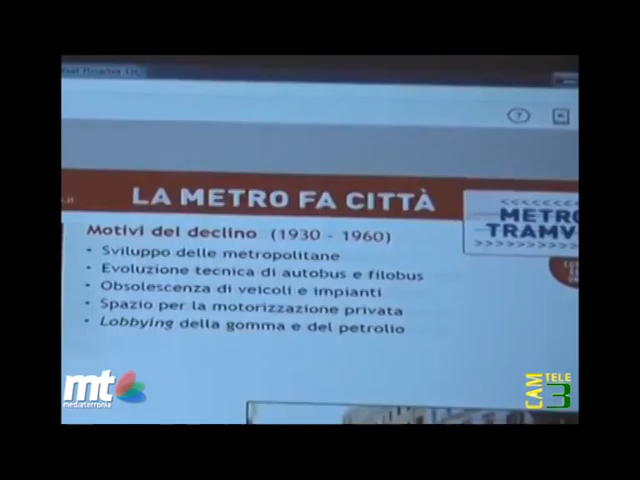 LA METRO FA CITTÀ
Motivi del declino (1930 - 1960)
• Sviluppo delle metropolitane
• Evoluzione tecnica di autobus e filobus
• Obsolescenza di veicoli e impianti
• Spazio per la motorizzazione privata
• Lobbying della gomma e del petrolio
<<<<<<<<<
METRO
TRAMV
>>>>>>>>>>
mt
mediaterronia
CAM
TELE
3